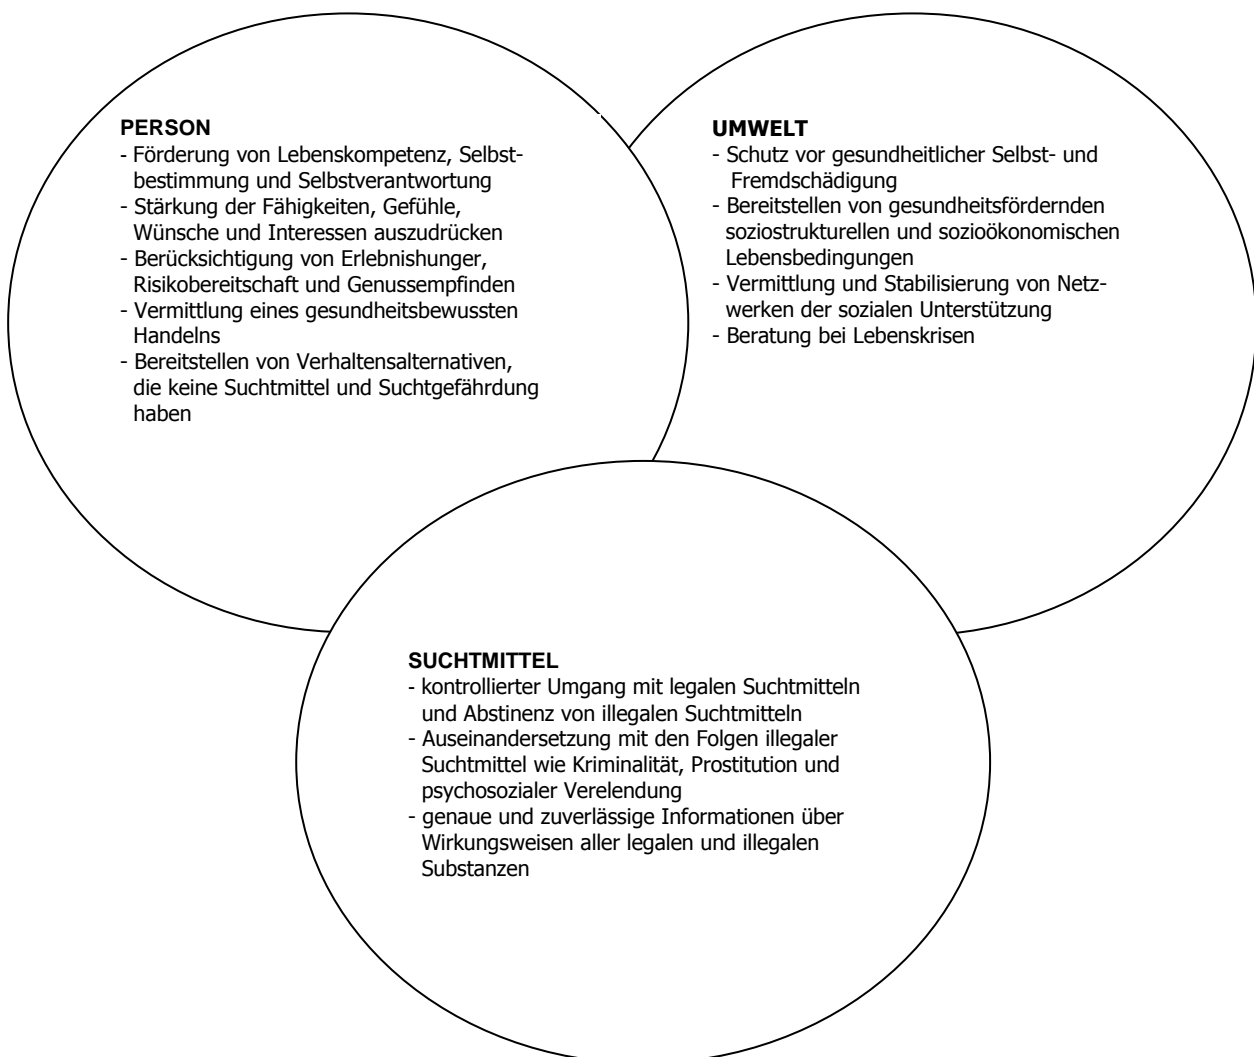 PERSON
- Förderung von Lebenskompetenz, Selbst-
bestimmung und Selbstverantwortung
- Stärkung der Fähigkeiten, Gefühle,
Wünsche und Interessen auszudrücken
- Berücksichtigung von Erlebnishunger,
Risikobereitschaft und Genussempfinden
- Vermittlung eines gesundheitsbewussten
Handelns
- Bereitstellen von Verhaltensalternativen,
die keine Suchtmittel und Suchtgefährdung
haben
UMWELT
- Schutz vor gesundheitlicher Selbst- und
Fremdschädigung
- Bereitstellen von gesundheitsfördernden
soziostrukturellen und sozioökonomischen
Lebensbedingungen
- Vermittlung und Stabilisierung von Netz-
werken der sozialen Unterstützung
- Beratung bei Lebenskrisen
SUCHTMITTEL
- kontrollierter Umgang mit legalen Suchtmitteln
und Abstinenz von illegalen Suchtmitteln
- Auseinandersetzung mit den Folgen illegaler
Suchtmittel wie Kriminalität, Prostitution und
psychosozialer Verelendung
- genaue und zuverlässige Informationen über
Wirkungsweisen aller legalen und illegalen
Substanzen